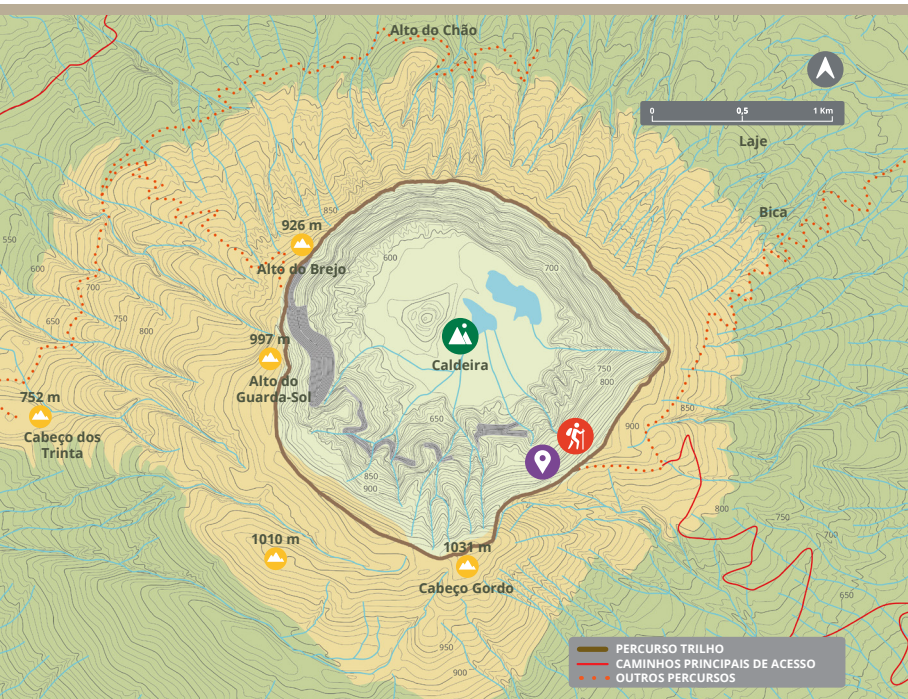 Alto do Chão
0 0,5 1 Km
Laje
Bica
926 m
850
Alto do Brejo
600
700
550
600
700
650
750
800
997 m
Alto do
Guarda-Sol
Caldeira
750
800
752 m
Cabeço dos
Trinta
650
850
900
850
900
800
750
700
650
1010 m
1031 m
Cabeço Gordo
950
900
PERCURSO TRILHO
CAMINHOS PRINCIPAIS DE ACESSO
OUTROS PERCURSOS